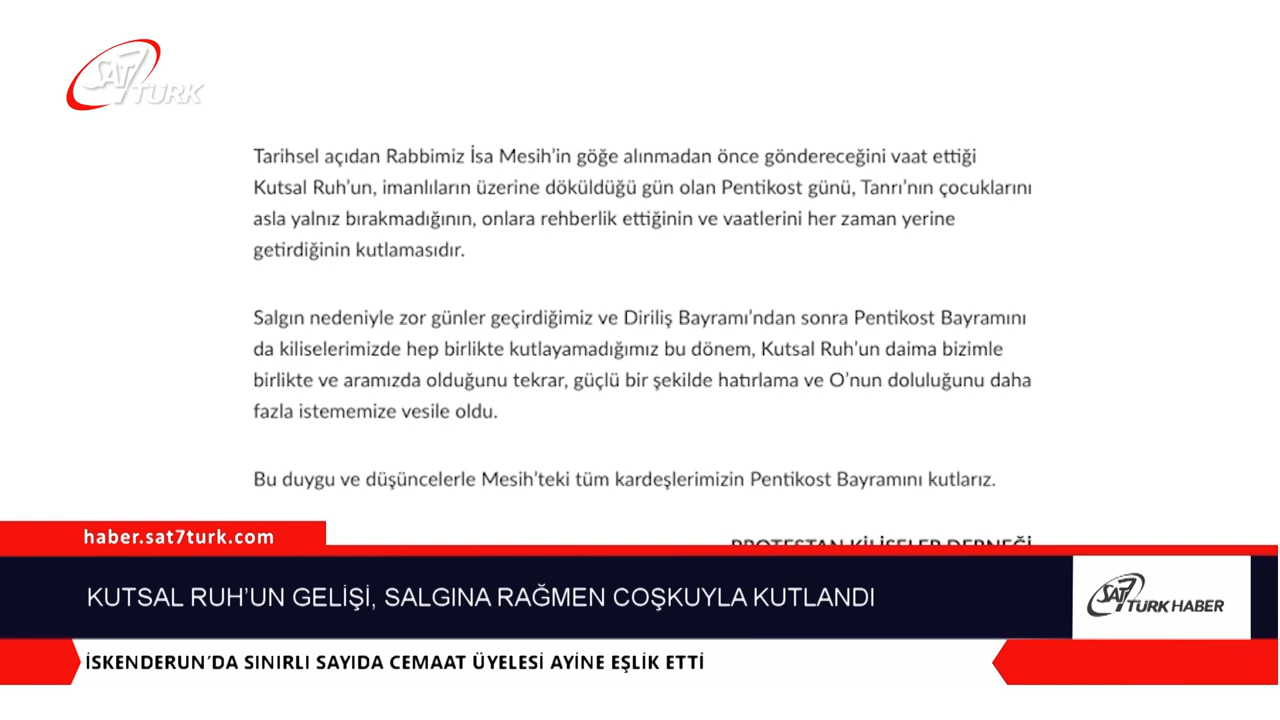 SAT7TURK
Tarihsel açıdan Rabbimiz İsa Mesih’in göğe alınmadan önce göndereceğini vaat ettiği
Kutsal Ruh’un, imanlıların üzerine döküldüğü gün olan Pentikost günü, Tanrı’nın çocuklarını
asla yalnız bırakmadığının, onlara rehberlik ettiğinin ve vaatlerini her zaman yerine
getirdiğinin kutlamasıdır.
Salgın nedeniyle zor günler geçirdiğimiz ve Diriliş Bayramı’ndan sonra Pentikost Bayramını
da kiliselerimizde hep birlikte kutlayamadığımız bu dönem, Kutsal Ruh’un daima bizimle
birlikte ve aramızda olduğunu tekrar, güçlü bir şekilde hatırlama ve O’nun doluluğunu daha
fazla istememize vesile oldu.
Bu duygu ve düşüncelerle Mesih’teki tüm kardeşlerimizin Pentikost Bayramını kutlarız.
PROTESTAN KİLİSELER DERNEĞİ
haber.sat7turk.com
KUTSAL RUH’UN GELİŞİ, SALGINA RAĞMEN COŞKUYLA KUTLANDI
SAT7TURK HABER
İSKENDERUN´DA SINIRLI SAYIDA CEMAAT ÜYELESİ AYİNE EŞLİK ETTİ